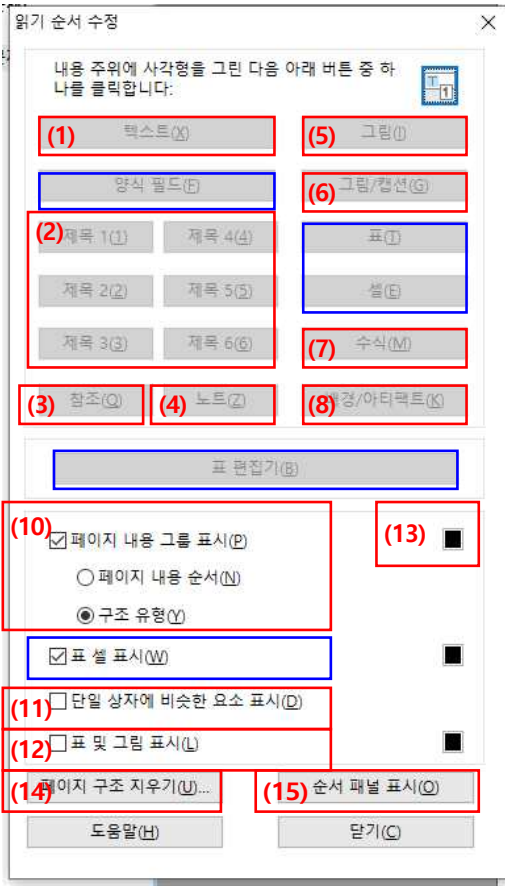 읽기 순서 수정
내용 주위에 사각형을 그린 다음 아래 버튼 중 하
나를 클릭합니다:
(1) 텍스트(X)
(5) 그림(I)
양식 필드(F)
(6) 그림/캡션(G)
(2) 제목 1(1) 제목 4(4)
표(T)
제목 2(2) 제목 5(5)
셀(E)
제목 3(3) 제목 6(6)
(7) 수식(M)
(3) 참조(Q)
(4) 노트(Z)
(8) 배경/아티팩트(K)
표 편집기(B)
(10) 페이지 내용 그룹 표시(P)
(13)
페이지 내용 순서(N)
구조 유형(Y)
표 셀 표시(W)
(11) 단일 상자에 비슷한 요소 표시(D)
(12) 표 및 그림 표시(L)
(14) 페이지 구조 지우기(U)...
(15) 순서 패널 표시(O)
도움말(H)
닫기(C)